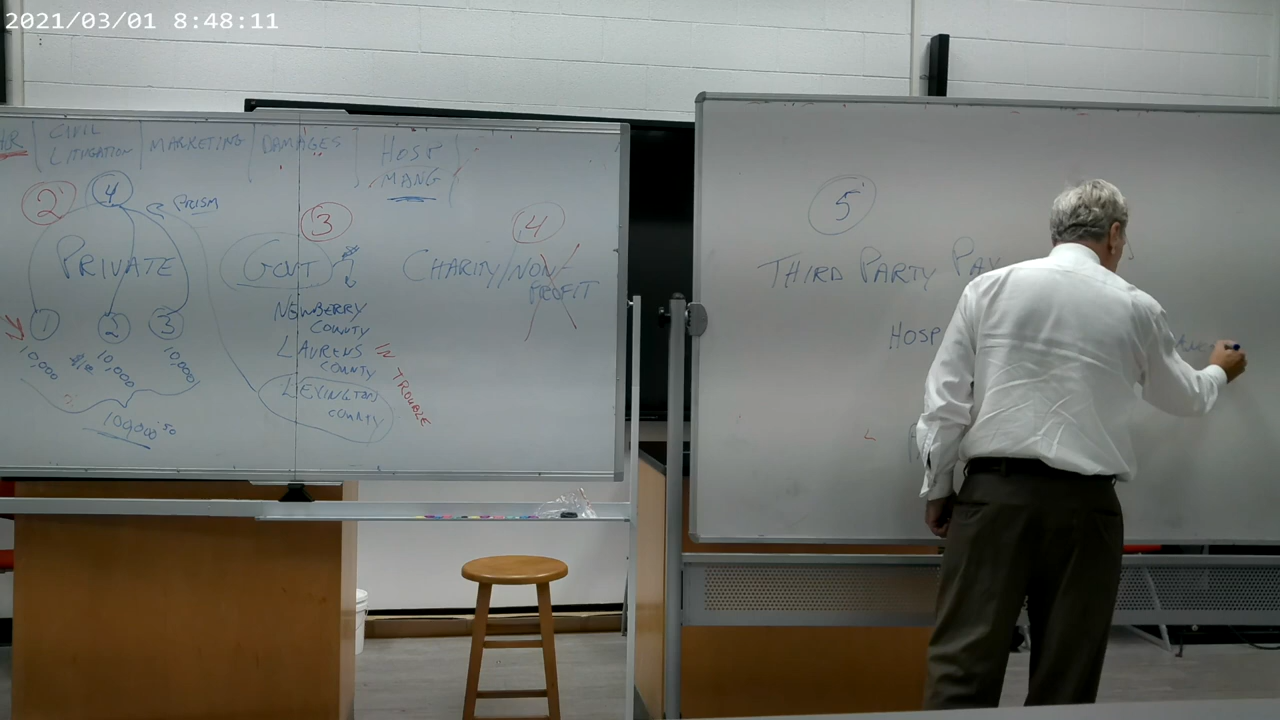 2021/03/01 8:48:11
CIVIL
LITIGATION
MARKETING
DAMAGES
HOSP
MANG
2
4
PRISM
3
4
5
PRIVATE
GOVT
CHARITY/NON-
PROFIT
THIRD PARTY PAY
1
2
3
NEWBERRY
COUNTY
LAURENS
COUNTY
IN TROUBLE
LEXINGTON
COUNTY
10,000
10,000
10,000
HOSP